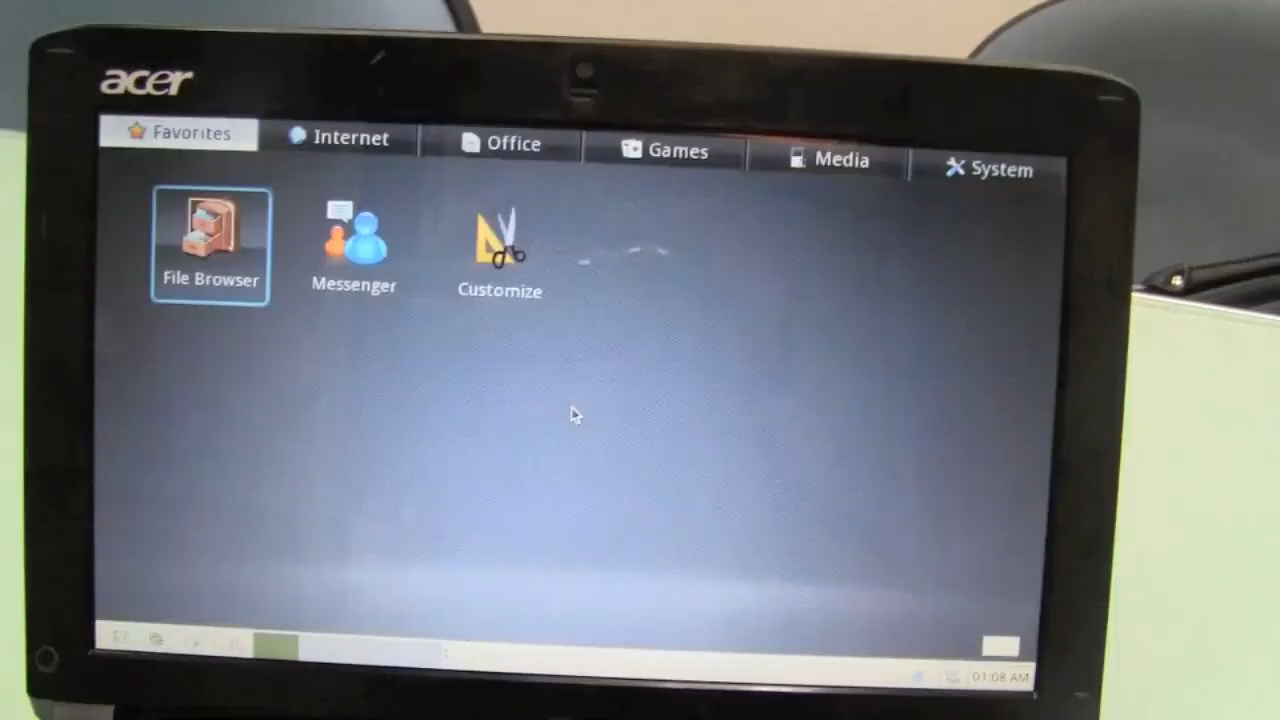 acer
Favorites Internet Office Games Media System
File Browser Messenger Customize
01:08 AM